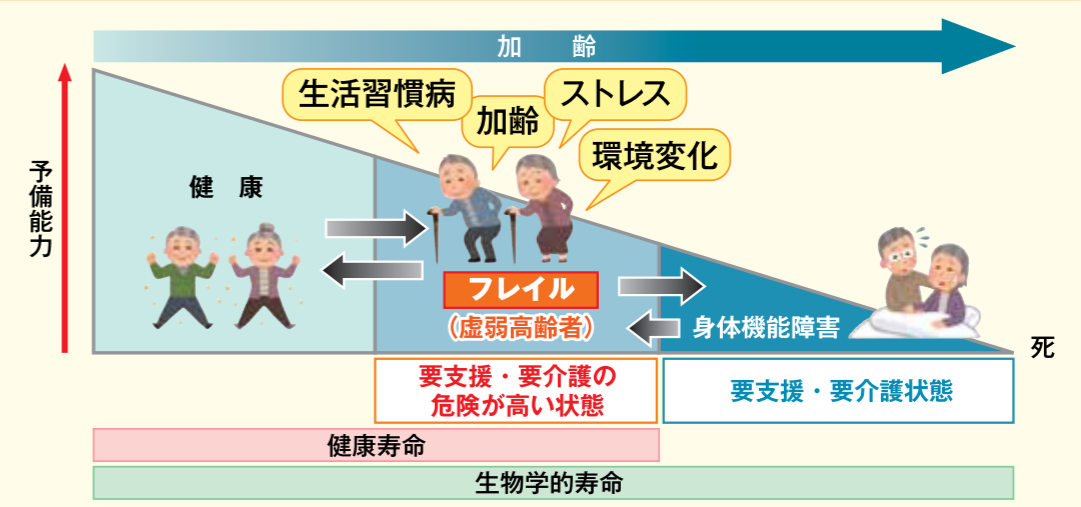 加　齢
生活習慣病
加齢
ストレス
環境変化
予備能力
健　康
フレイル
（虚弱高齢者）
身体機能障害
死
要支援・要介護の
危険が高い状態
要支援・要介護状態
健康寿命
生物学的寿命